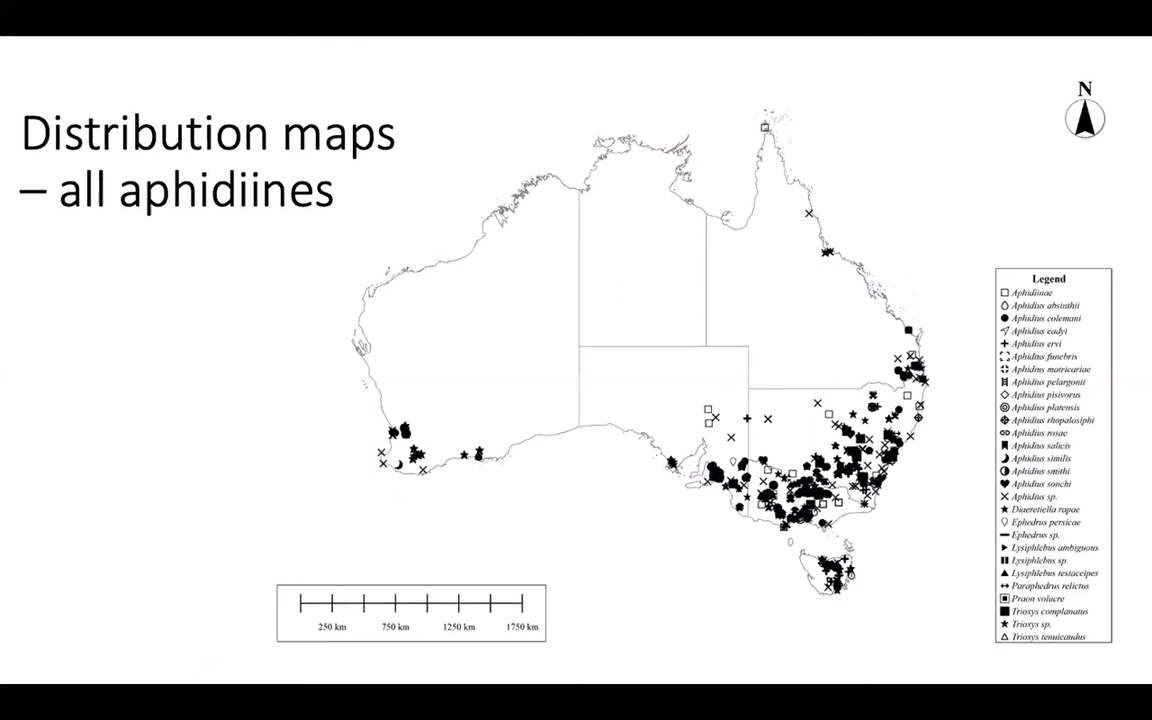 Distribution maps
– all aphidiines
N
Legend
Aphidiinae
Aphidius absinthii
Aphidius colemani
Aphidius eadyi
Aphidius ervi
Aphidius funebris
Aphidius matricariae
Aphidius pelargonii
Aphidius pisivorus
Aphidius platensis
Aphidius rhopalosiphi
Aphidius rosae
Aphidius salicis
Aphidius similis
Aphidius smithi
Aphidius sonchi
Aphidius sp.
Diaeretiella rapae
Ephedrus persicae
Ephedrus sp.
Lysiphlebus ambiguous
Lysiphlebus sp.
Lysiphlebus testaceipes
Paraphedrus relictus
Praon volucre
Trioxys complanatus
Trioxys sp.
Trioxys tenuicaudus
250 km 750 km 1250 km 1750 km